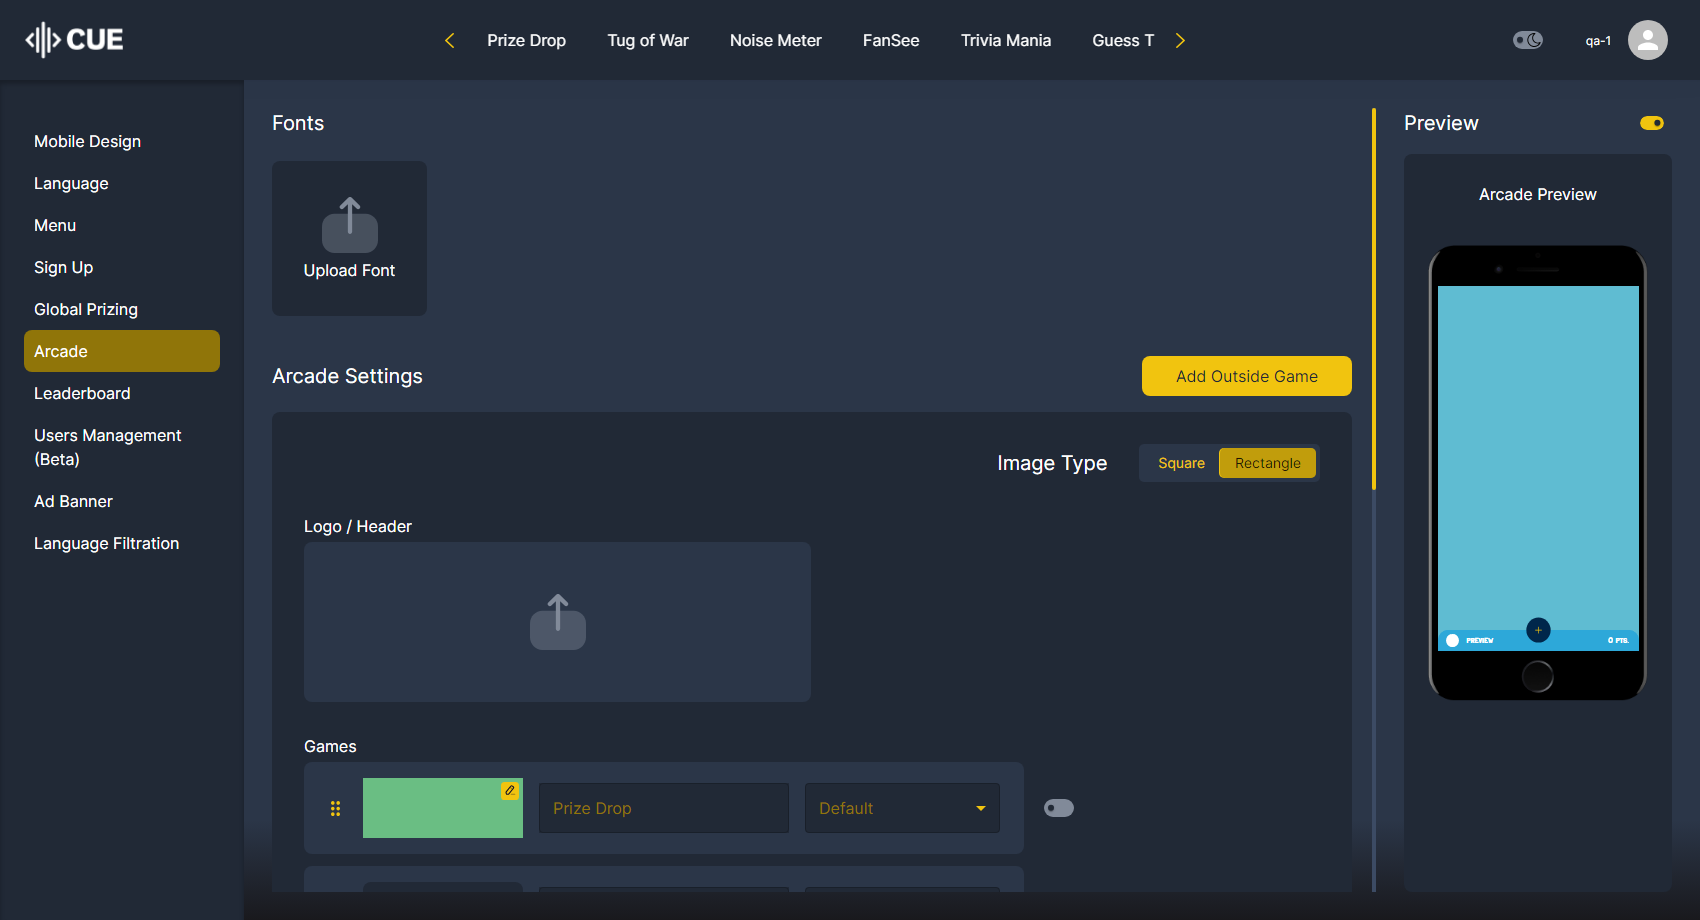 CUE
Prize Drop
Tug of War
Noise Meter
FanSee
Trivia Mania
Guess T
qa-1
Mobile Design
Language
Menu
Sign Up
Global Prizing
Arcade
Leaderboard
Users Management
(Beta)
Ad Banner
Language Filtration
Fonts
Upload Font
Arcade Settings
Add Outside Game
Image Type
Square
Rectangle
Logo / Header
Games
Prize Drop
Default
Preview
Arcade Preview
PREVIEW
0 PTS.